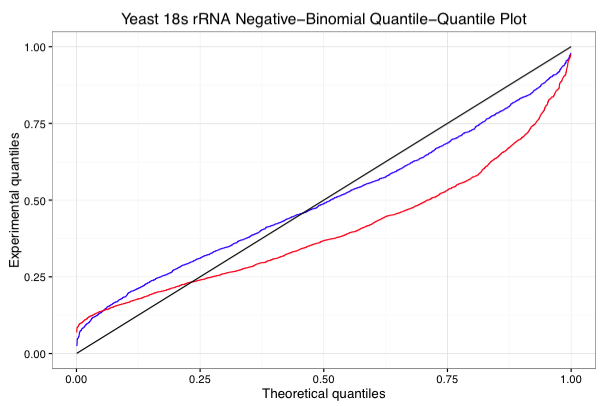 Yeast 18s rRNA Negative−Binomial Quantile−Quantile Plot
1.00
0.75
0.50
0.25
0.00
Experimental quantiles
0.00 0.25 0.50 0.75 1.00
Theoretical quantiles